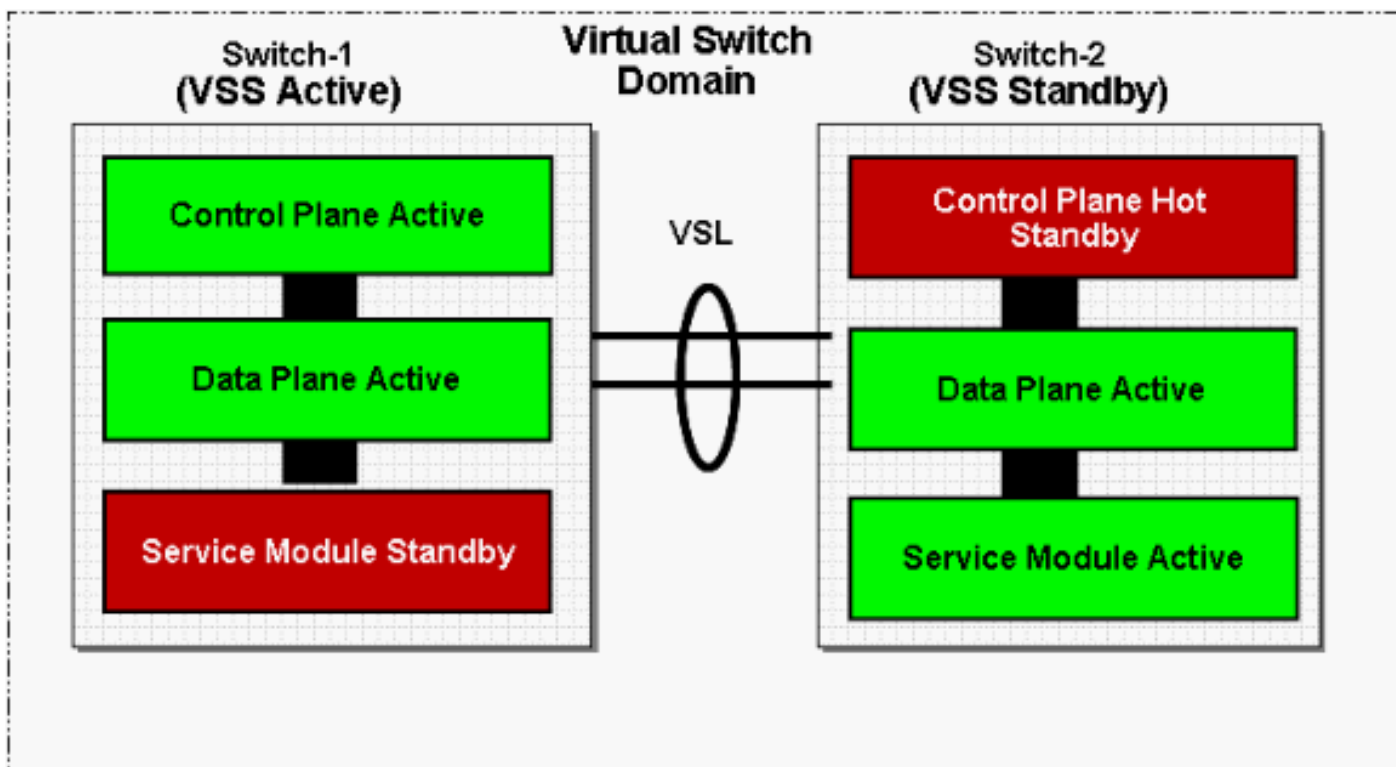 Switch-1
(VSS Active)
Virtual Switch
Domain
Switch-2
(VSS Standby)
Control Plane Active
Data Plane Active
Service Module Standby
VSL
Control Plane Hot
Standby
Data Plane Active
Service Module Active